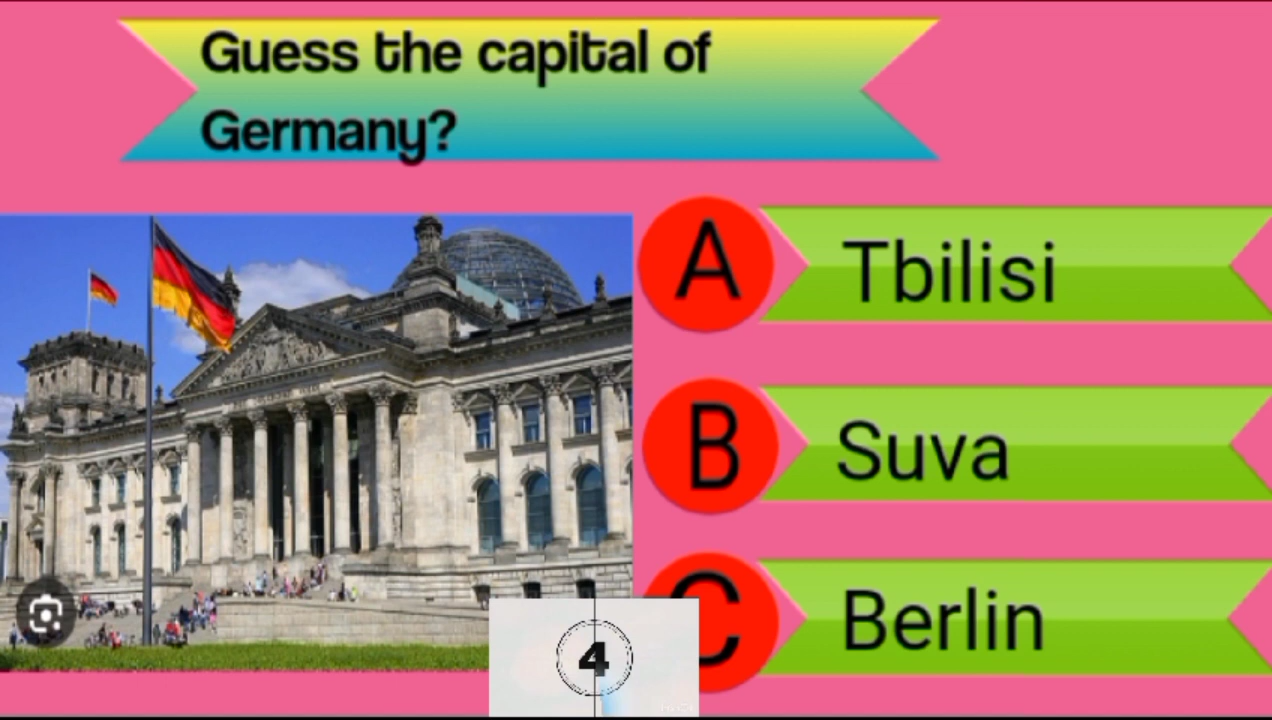 Guess the capital of
Germany?
A Tbilisi
B Suva
C Berlin
4